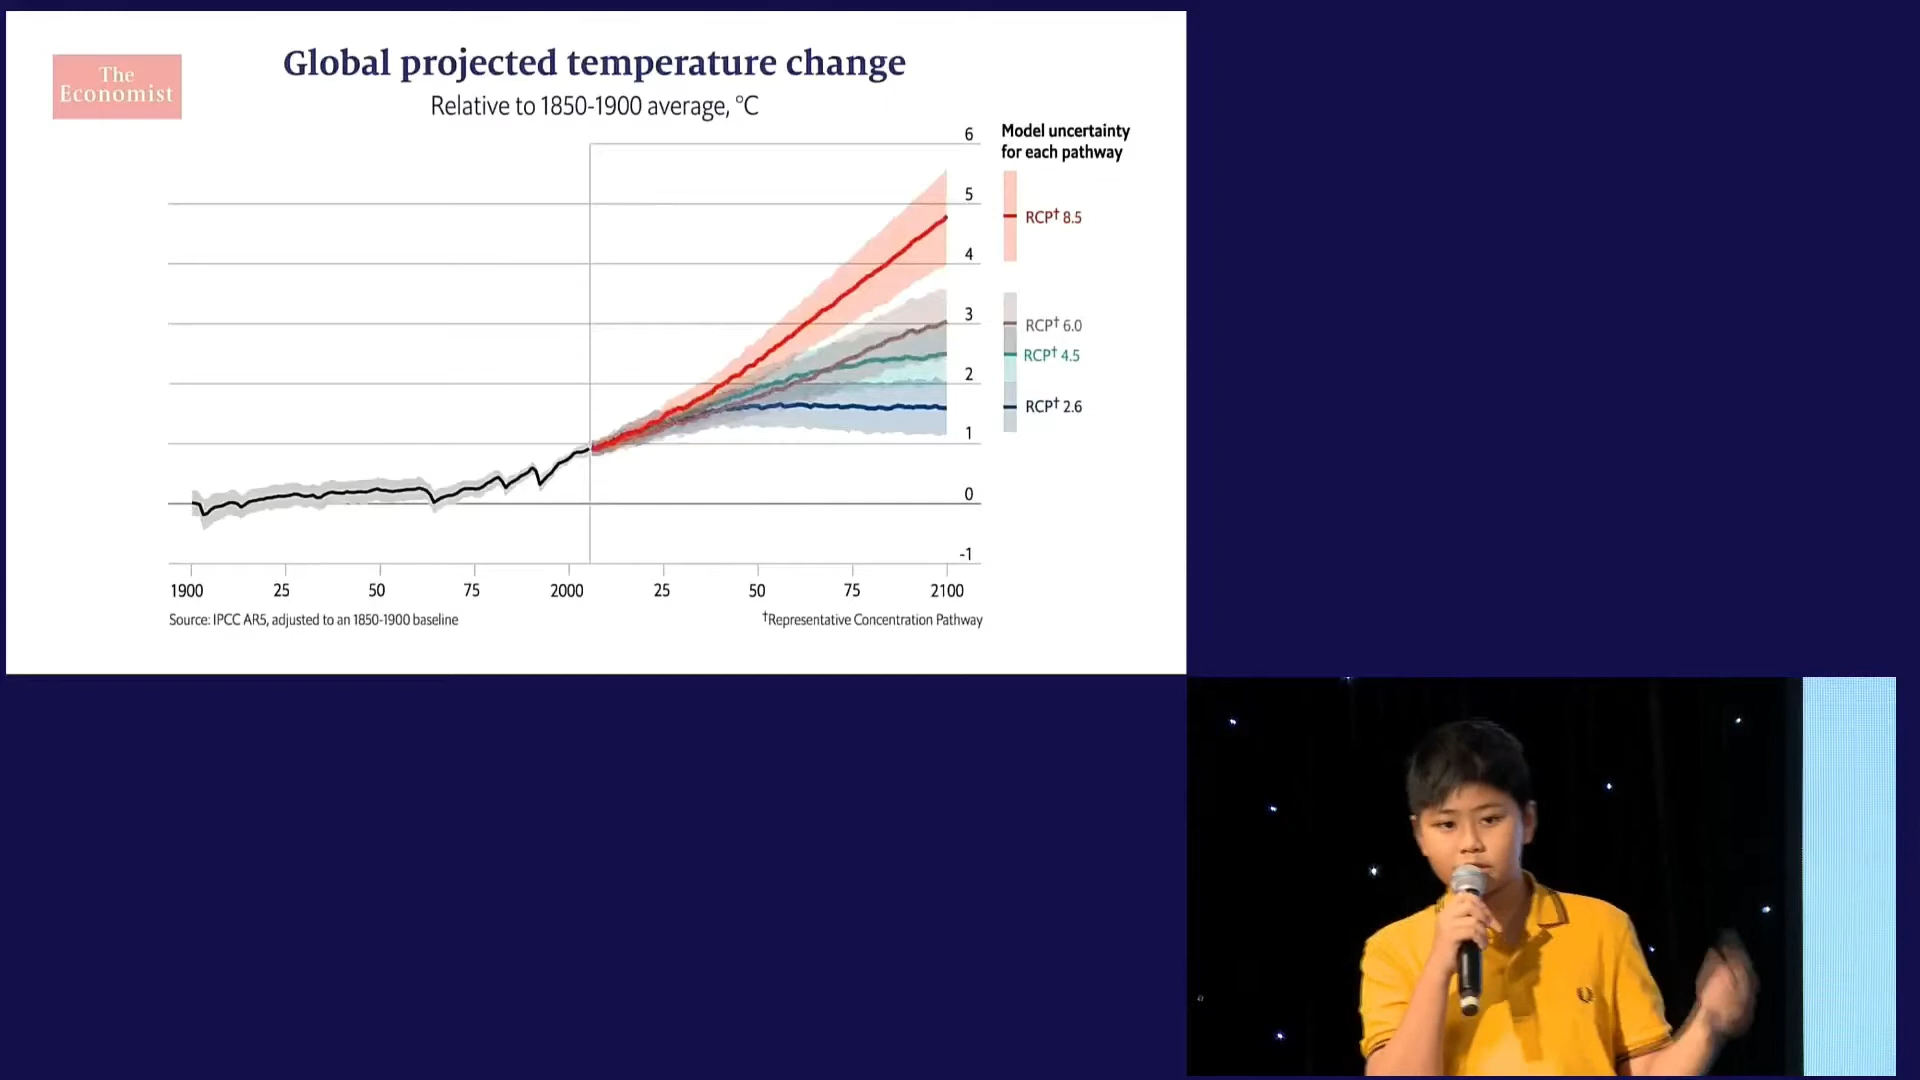 The
Economist
Global projected temperature change
Relative to 1850-1900 average, °C
6
5
4
3
2
1
0
-1
1900 25 50 75 2000 25 50 75 2100
Source: IPCC AR5, adjusted to an 1850-1900 baseline
†Representative Concentration Pathway
Model uncertainty
for each pathway
RCP† 8.5
RCP† 6.0
RCP† 4.5
RCP† 2.6